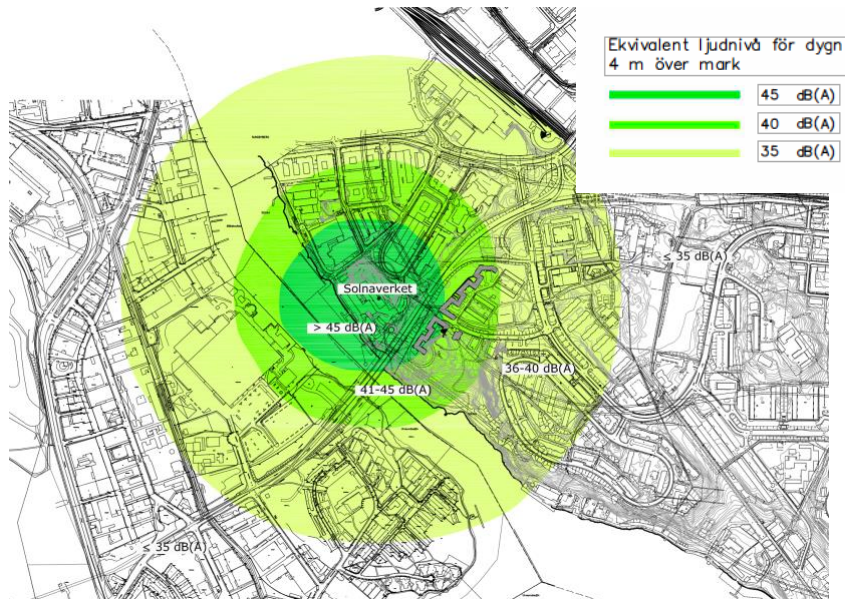 Ekvivalent ljudnivå för dygn
4 m över mark
45 dB(A)
40 dB(A)
35 dB(A)
≤ 35 dB(A)
Solnaverket
> 45 dB(A)
36-40 dB(A)
41-45 dB(A)
≤ 35 dB(A)